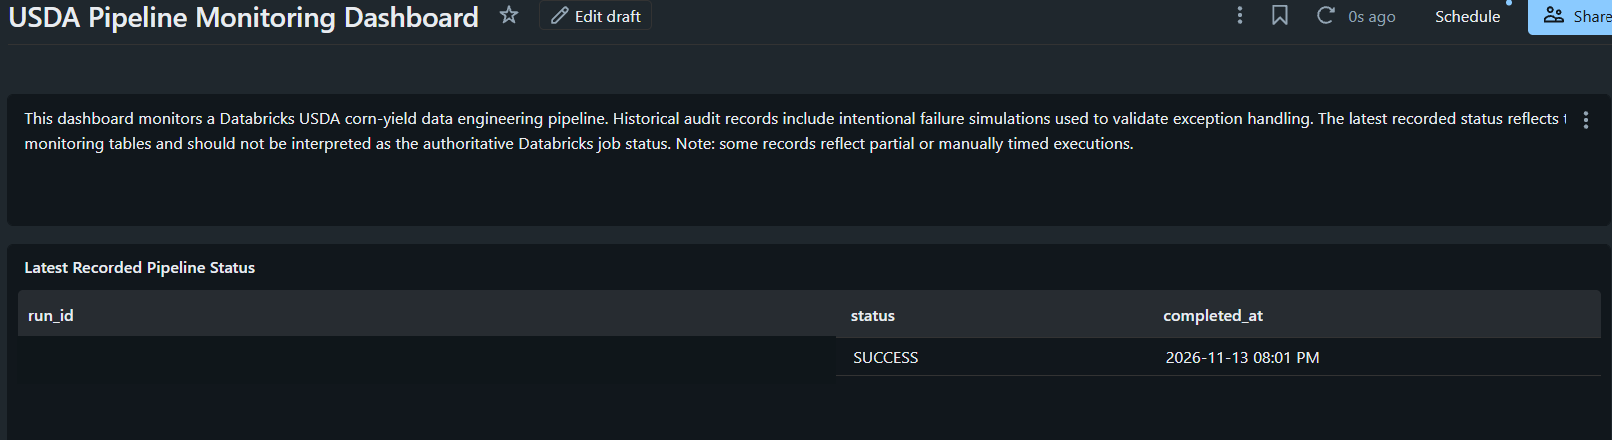 USDA Pipeline Monitoring Dashboard
Edit draft
0s ago
Schedule
Share
This dashboard monitors a Databricks USDA corn-yield data engineering pipeline. Historical audit records include intentional failure simulations used to validate exception handling. The latest recorded status reflects
monitoring tables and should not be interpreted as the authoritative Databricks job status. Note: some records reflect partial or manually timed executions.
Latest Recorded Pipeline Status
run_id status completed_at
SUCCESS 2026-11-13 08:01 PM